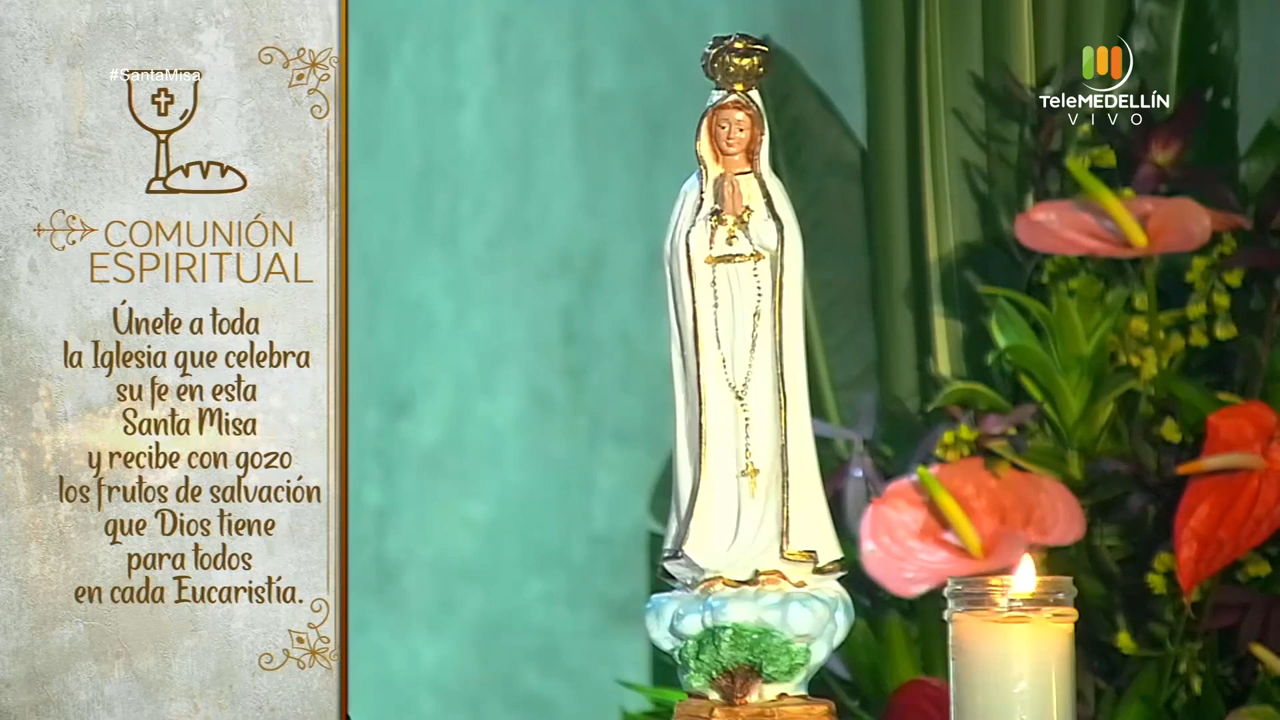 #SantaMisa
COMUNIÓN
ESPIRITUAL
Únete a toda
la Iglesia que celebra
su fe en esta
Santa Misa
y recibe con gozo
los frutos de salvación
que Dios tiene
para todos
en cada Eucaristía.
TeleMEDELLÍN
VIVO